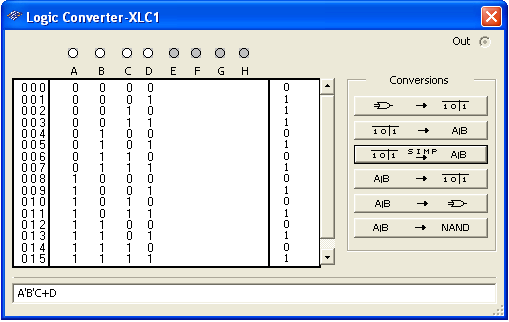 Logic Converter-XLC1
Out
A B C D E F G H
000 0 0 0 0 0
001 0 0 0 1 1
002 0 0 1 0 1
003 0 0 1 1 1
004 0 1 0 0 0
005 0 1 0 1 1
006 0 1 1 0 0
007 0 1 1 1 1
008 1 0 0 0 0
009 1 0 0 1 1
010 1 0 1 0 0
011 1 0 1 1 1
012 1 1 0 0 0
013 1 1 0 1 1
014 1 1 1 0 0
015 1 1 1 1 1
Conversions
→ 1 0 1
1 0 1 → A|B
1 0 1 SIMP → A|B
A|B → 1 0 1
A|B →
A|B → NAND
A'B'C+D